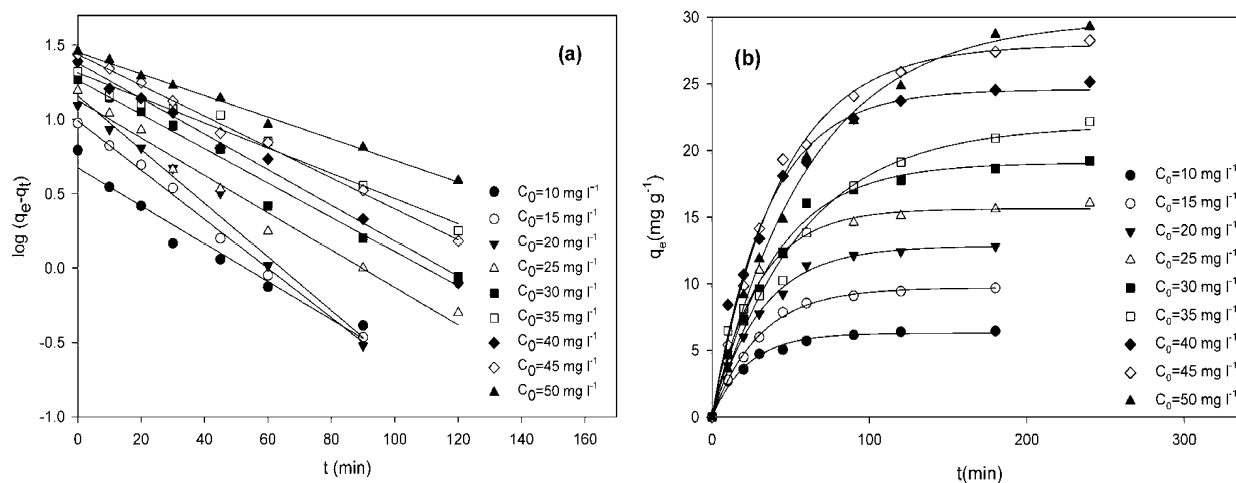 (a)
log (qe-qt)
1.5
1.0
0.5
0.0
-0.5
-1.0
0 20 40 60 80 100 120 140 160
t (min)
C0=10 mg l-1
C0=15 mg l-1
C0=20 mg l-1
C0=25 mg l-1
C0=30 mg l-1
C0=35 mg l-1
C0=40 mg l-1
C0=45 mg l-1
C0=50 mg l-1
(b)
qe(mg g-1)
30
25
20
15
10
5
0
0 100 200 300
t(min)
C0=10 mg l-1
C0=15 mg l-1
C0=20 mg l-1
C0=25 mg l-1
C0=30 mg l-1
C0=35 mg l-1
C0=40 mg l-1
C0=45 mg l-1
C0=50 mg l-1